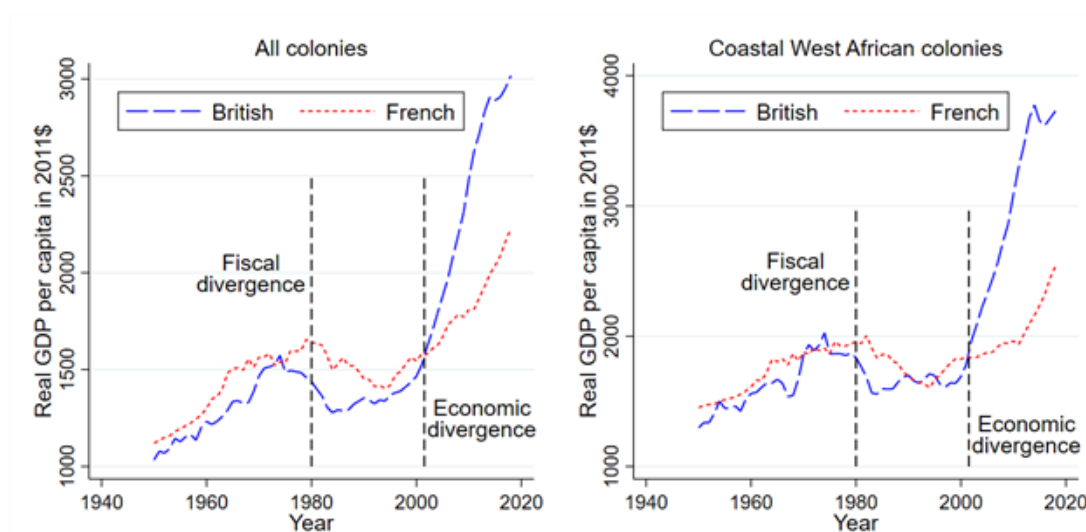 All colonies
Real GDP per capita in 2011$
3000
2500
2000
1500
1000
British
French
Fiscal
divergence
Economic
divergence
1940
1960
1980
2000
2020
Year
Coastal West African colonies
Real GDP per capita in 2011$
4000
3000
2000
1000
British
French
Fiscal
divergence
Economic
divergence
1940
1960
1980
2000
2020
Year